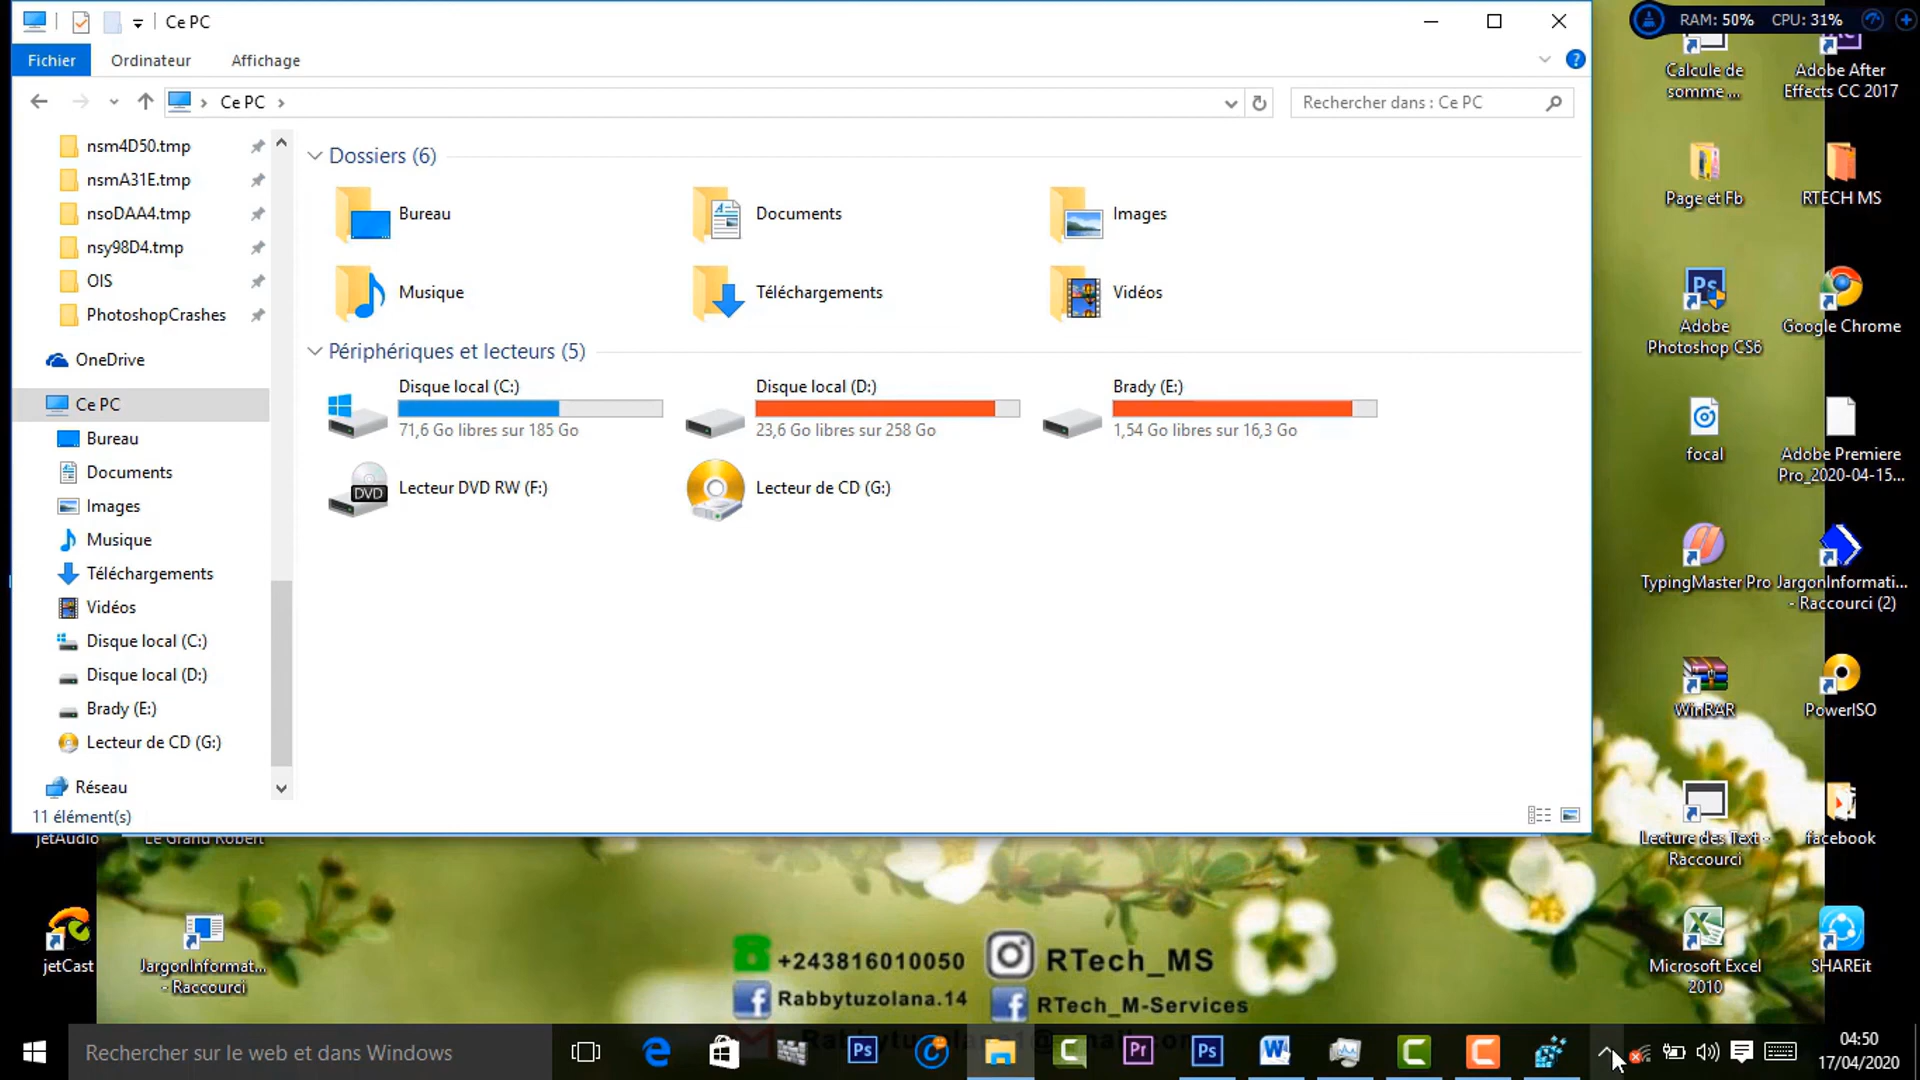 Ce PC
RAM: 50% CPU: 31%
Fichier Ordinateur Affichage
Ce PC
Rechercher dans : Ce PC
nsm4D50.tmp
nsmA31E.tmp
nsoDAA4.tmp
nsy98D4.tmp
OIS
PhotoshopCrashes
OneDrive
Ce PC
Bureau
Documents
Images
Musique
Téléchargements
Vidéos
Disque local (C:)
Disque local (D:)
Brady (E:)
Lecteur de CD (G:)
Réseau
11 élément(s)
Dossiers (6)
Bureau
Documents
Images
Musique
Téléchargements
Vidéos
Périphériques et lecteurs (5)
Disque local (C:)
71,6 Go libres sur 185 Go
Disque local (D:)
23,6 Go libres sur 258 Go
Brady (E:)
1,54 Go libres sur 16,3 Go
DVD
Lecteur DVD RW (F:)
Lecteur de CD (G:)
Calcule de
somme ...
Adobe After
Effects CC 2017
Page et Fb
RTECH MS
Ps
Adobe
Photoshop CS6
Google Chrome
focal
Adobe Premiere
Pro_2020-04-15...
TypingMaster Pro
JargonInformati...
- Raccourci (2)
WinRAR
PowerISO
Lecture des Text -
Raccourci
facebook
Microsoft Excel
2010
SHAREit
jetAudio
Le Grand Robert
jetCast
JargonInformat...
- Raccourci
+243816010050
RTech_MS
Rabbytuzolana.14
RTech_M-Services
Rechercher sur le web et dans Windows
Ps
Pr
Ps
04:50
17/04/2020